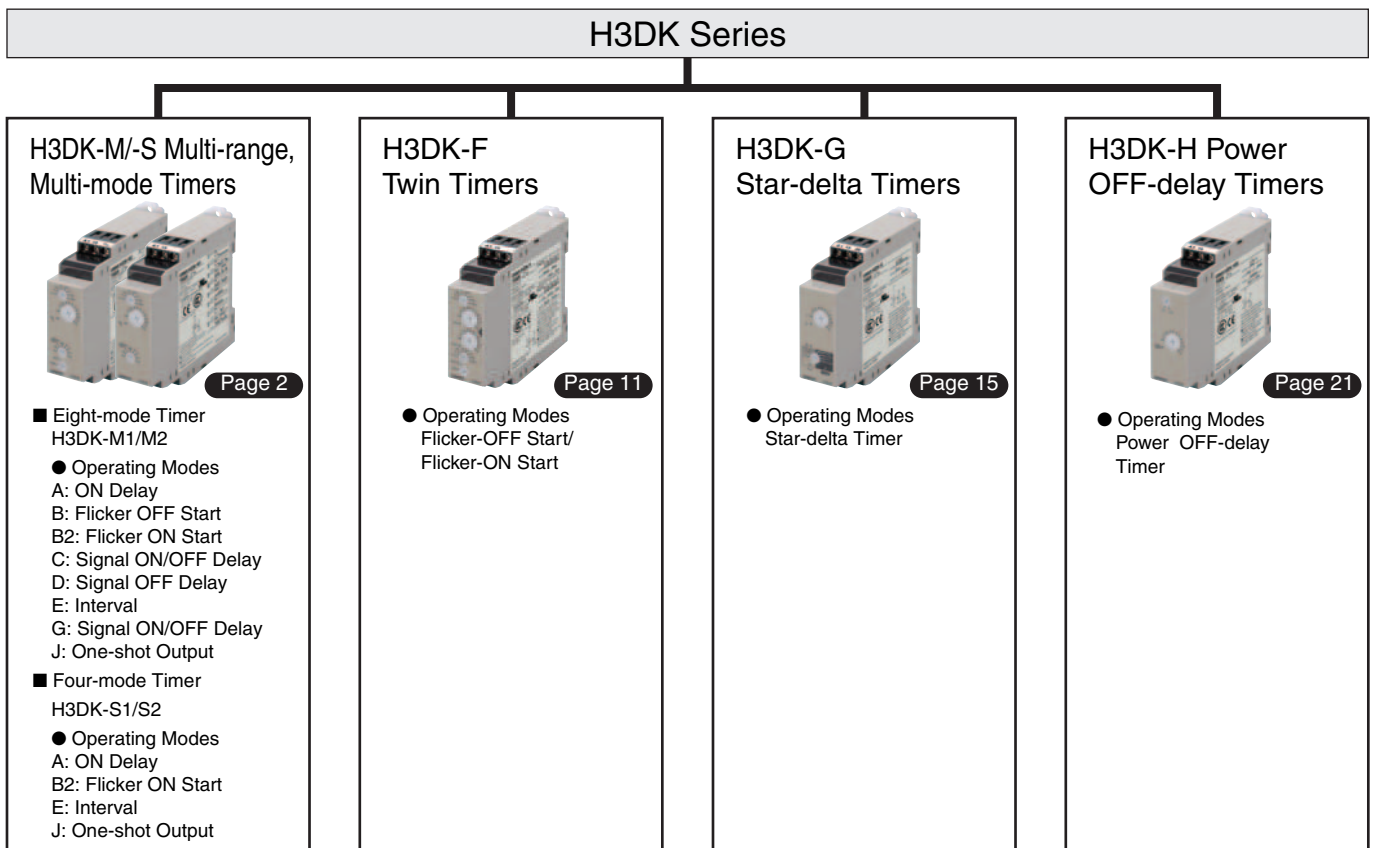 H3DK Series
H3DK-M/-S Multi-range,
Multi-mode Timers
Page 2
■ Eight-mode Timer
H3DK-M1/M2
● Operating Modes
A: ON Delay
B: Flicker OFF Start
B2: Flicker ON Start
C: Signal ON/OFF Delay
D: Signal OFF Delay
E: Interval
G: Signal ON/OFF Delay
J: One-shot Output
■ Four-mode Timer
H3DK-S1/S2
● Operating Modes
A: ON Delay
B2: Flicker ON Start
E: Interval
J: One-shot Output
H3DK-F
Twin Timers
Page 11
● Operating Modes
Flicker-OFF Start/
Flicker-ON Start
H3DK-G
Star-delta Timers
Page 15
● Operating Modes
Star-delta Timer
H3DK-H Power
OFF-delay Timers
Page 21
● Operating Modes
Power OFF-delay
Timer